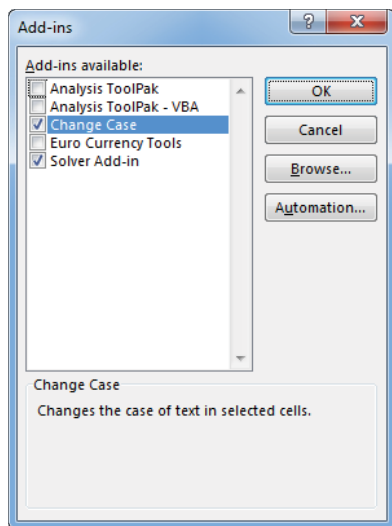 Add-ins
Add-ins available:
Analysis ToolPak
Analysis ToolPak - VBA
Change Case
Euro Currency Tools
Solver Add-in
OK
Cancel
Browse...
Automation...
Change Case
Changes the case of text in selected cells.